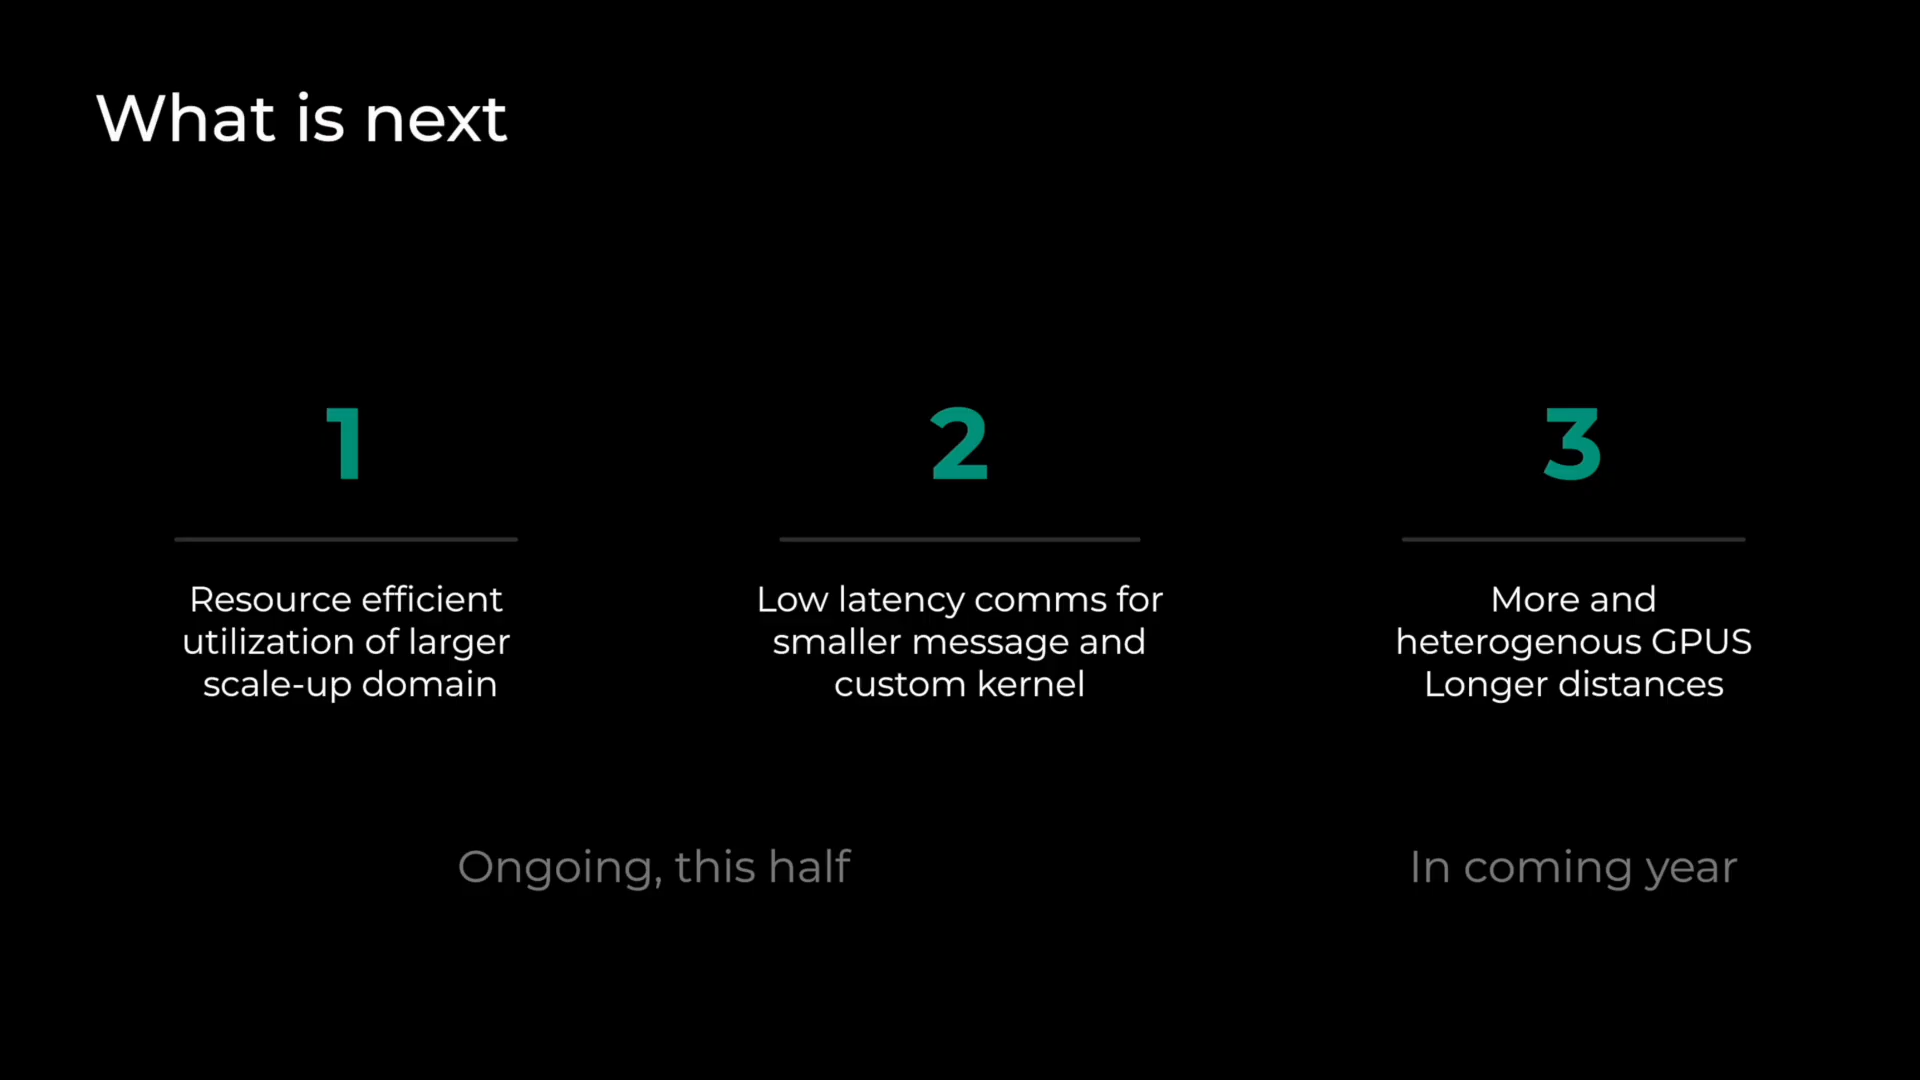 What is next
1
Resource efficient
utilization of larger
scale-up domain
2
Low latency comms for
smaller message and
custom kernel
3
More and
heterogenous GPUS
Longer distances
Ongoing, this half
In coming year